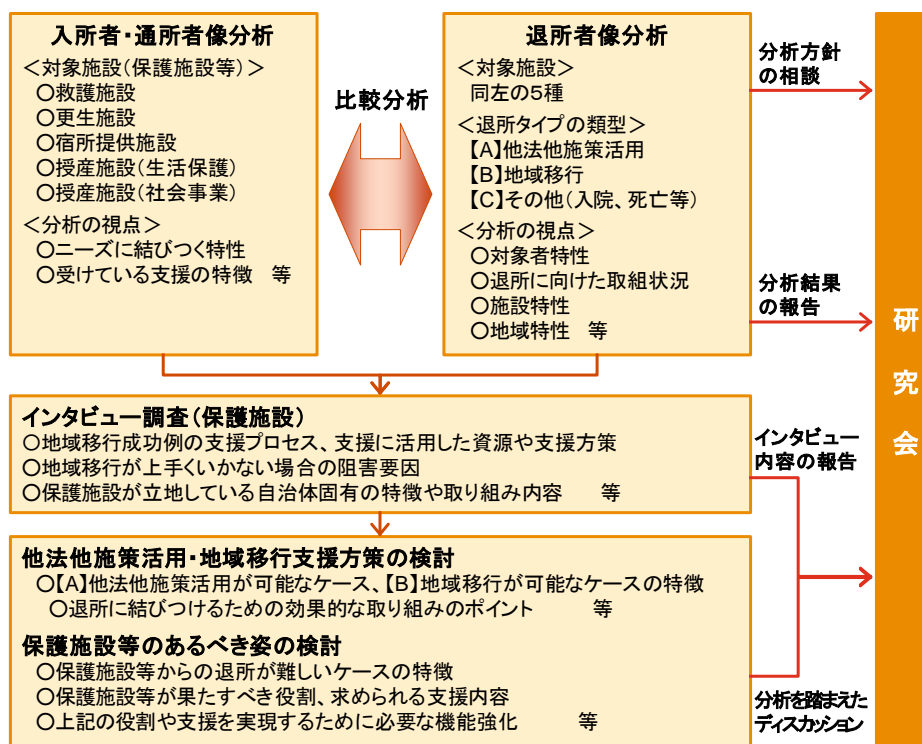 入所者・通所者像分析
＜対象施設（保護施設等）＞
○救護施設
○更生施設
○宿所提供施設
○授産施設（生活保護）
○授産施設（社会事業）
＜分析の視点＞
○ニーズに結びつく特性
○受けている支援の特徴　等
比較分析
退所者像分析
＜対象施設＞
同左の5種
＜退所タイプの類型＞
【A】他法他施策活用
【B】地域移行
【C】その他（入院、死亡等）
＜分析の視点＞
○対象者特性
○退所に向けた取組状況
○施設特性
○地域特性　等
分析方針
の相談
分析結果
の報告
研究会
インタビュー調査（保護施設）
○地域移行成功例の支援プロセス、支援に活用した資源や支援方策
○地域移行が上手くいかない場合の阻害要因
○保護施設が立地している自治体固有の特徴や取り組み内容　等
インタビュー
内容の報告
他法他施策活用・地域移行支援方策の検討
○【A】他法他施策活用が可能なケース、【B】地域移行が可能なケースの特徴
○退所に結びつけるための効果的な取り組みのポイント　等
保護施設等のあるべき姿の検討
○保護施設等からの退所が難しいケースの特徴
○保護施設等が果たすべき役割、求められる支援内容
○上記の役割や支援を実現するために必要な機能強化　等
分析を踏まえた
ディスカッション